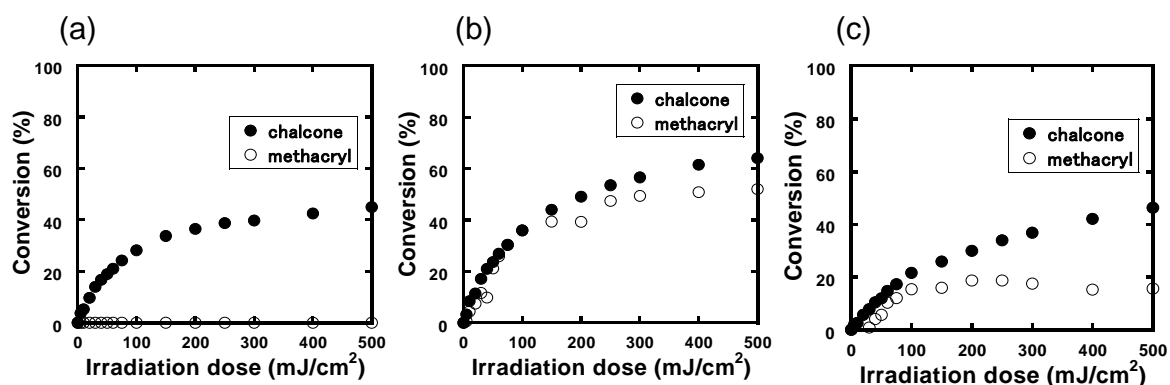 (a)
100
80
60
40
20
0
Conversion (%)
chalcone
methacryl
0 100 200 300 400 500
Irradiation dose (mJ/cm²)
(b)
100
80
60
40
20
0
Conversion (%)
chalcone
methacryl
0 100 200 300 400 500
Irradiation dose (mJ/cm²)
(c)
100
80
60
40
20
0
Conversion (%)
chalcone
methacryl
0 100 200 300 400 500
Irradiation dose (mJ/cm²)